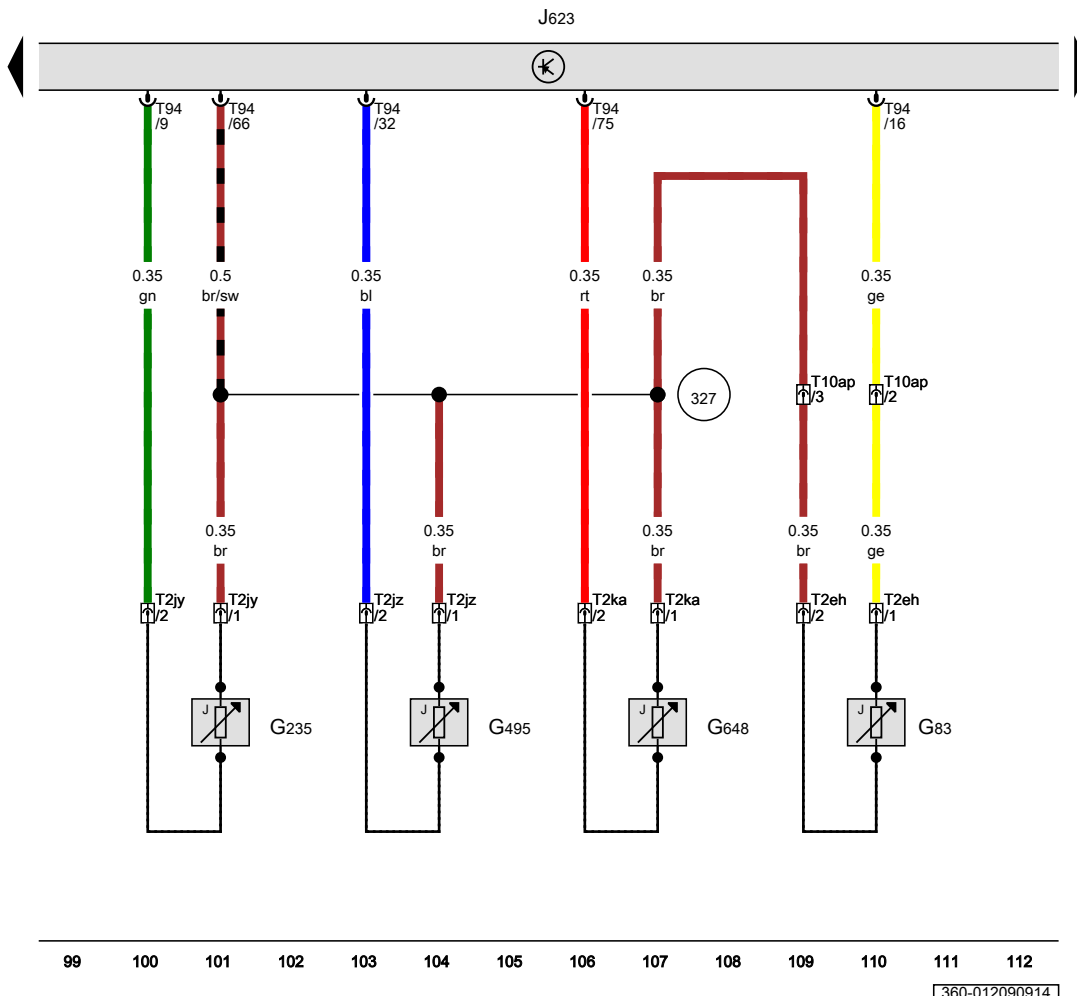 J623
T94 T94 T94 T94 T94
/9 /66 /32 /75 /16
0.35 0.5 0.35 0.35 0.35 0.35
gn br/sw bl rt br ge
T10ap T10ap
/3 /2
327
0.35 0.35 0.35 0.35 0.35
br br br br ge
T2jy T2jy T2jz T2jz T2ka T2ka T2eh T2eh
/2 /1 /2 /1 /2 /1 /2 /1
J J J J
G235 G495 G648 G83
99 100 101 102 103 104 105 106 107 108 109 110 111 112
360-012090914